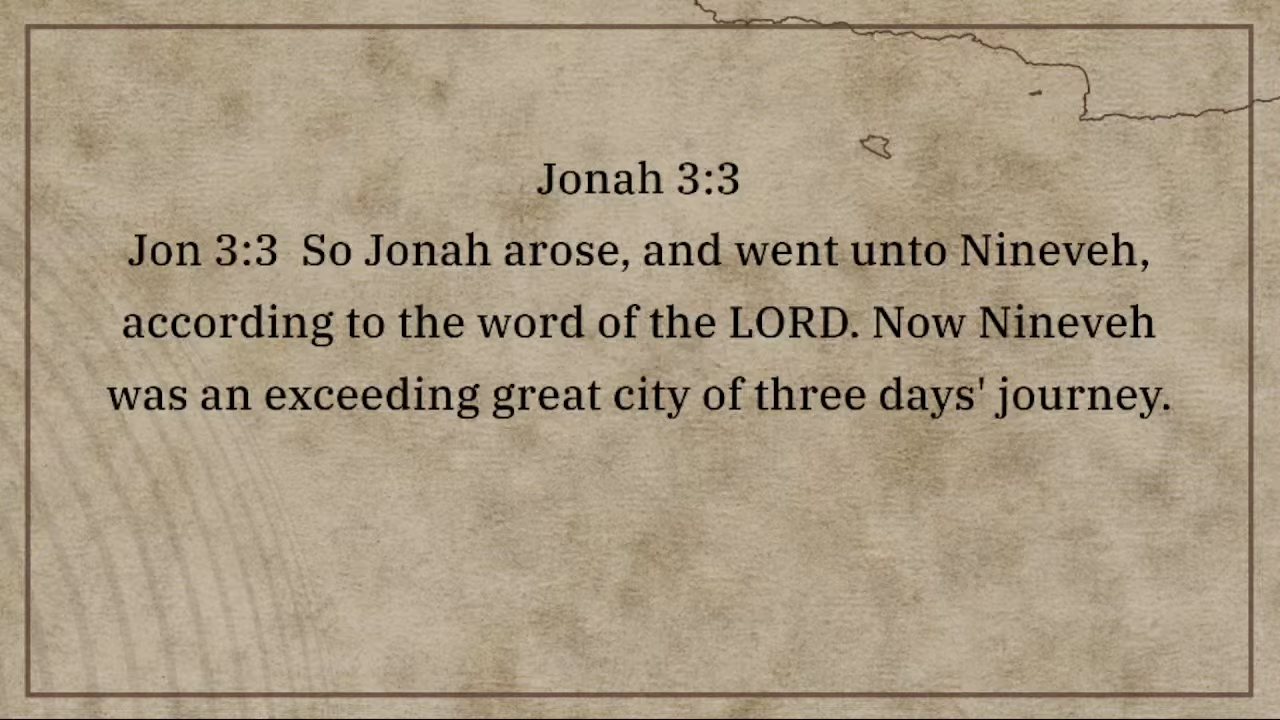 Jonah 3:3
Jon 3:3  So Jonah arose, and went unto Nineveh,
according to the word of the LORD. Now Nineveh
was an exceeding great city of three days' journey.